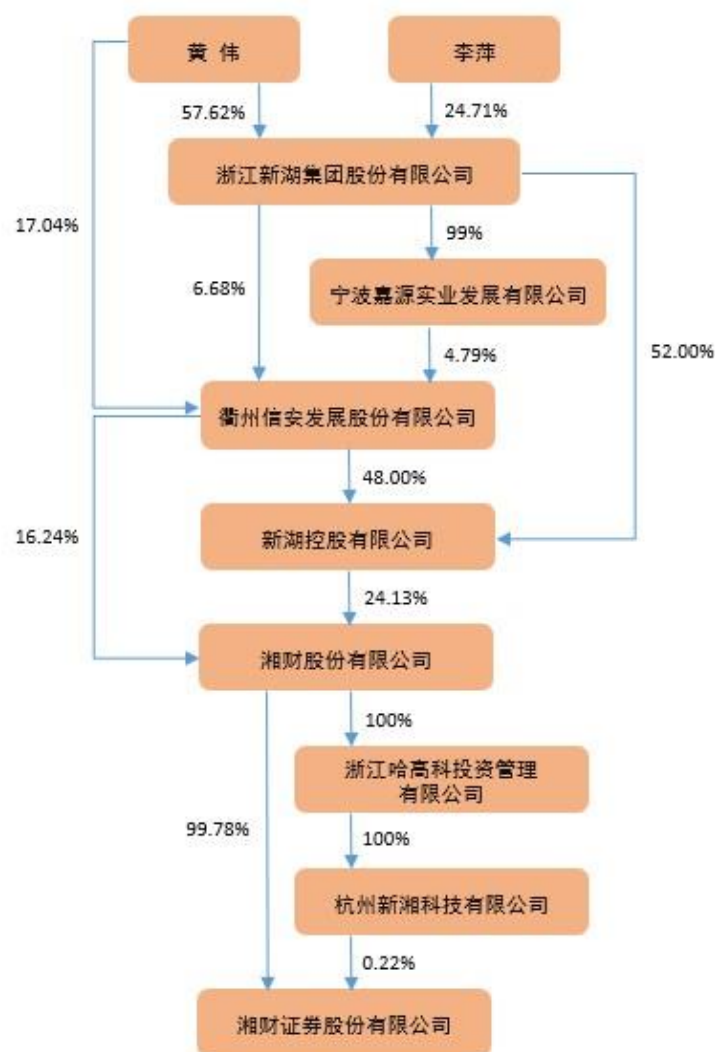 黄 伟
李萍
57.62%
24.71%
浙江新湖集团股份有限公司
17.04%
6.68%
99%
宁波嘉源实业发展有限公司
4.79%
52.00%
衢州信安发展股份有限公司
48.00%
16.24%
新湖控股有限公司
24.13%
湘财股份有限公司
100%
浙江哈高科投资管理
有限公司
99.78%
100%
杭州新湘科技有限公司
0.22%
湘财证券股份有限公司